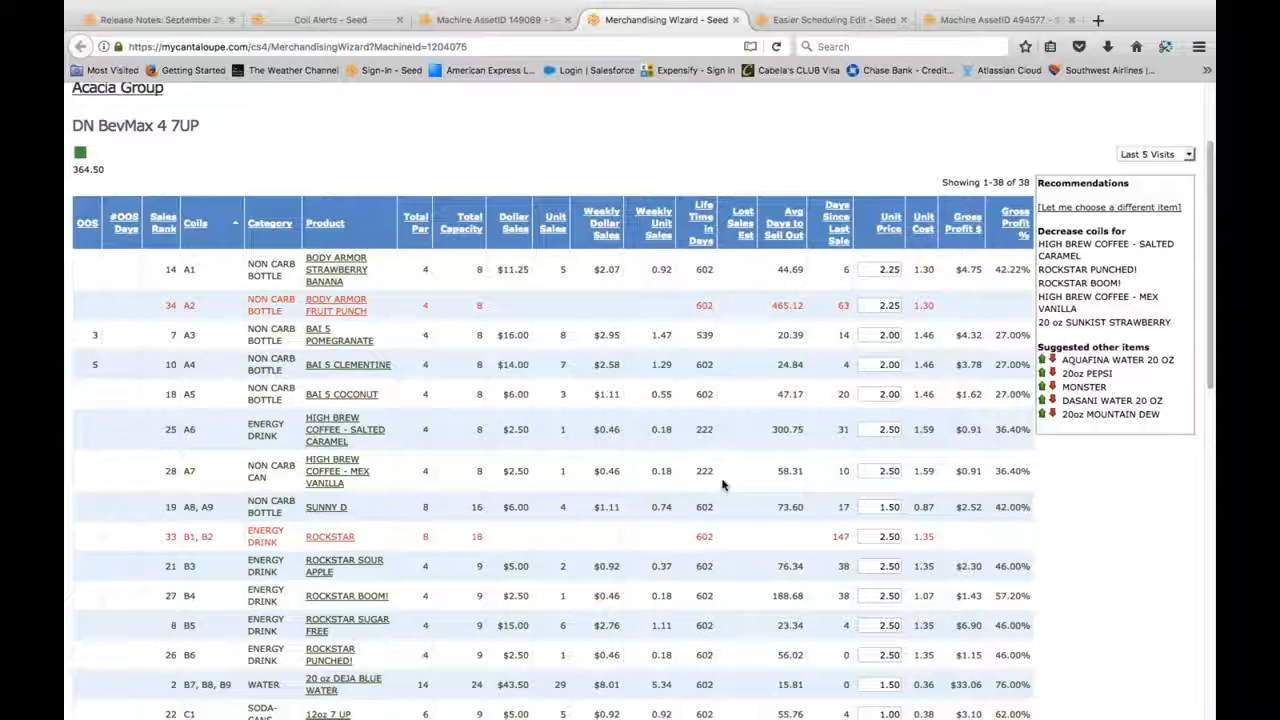 Release Notes: September 2
Coil Alerts - Seed
Machine AssetID 149069 - S
Merchandising Wizard - Seed
Easier Scheduling Edit - Seed
Machine AssetID 494577 - S
https://mycantaloupe.com/cs4/MerchandisingWizard?MachineId=1204075
Search
Most Visited Getting Started The Weather Channel Sign-In - Seed American Express L... Login | Salesforce Expensify - Sign In Cabela's CLUB Visa Chase Bank - Credit... Atlassian Cloud Southwest Airlines |...
Acacia Group
DN BevMax 4 7UP
364.50
Last 5 Visits
Showing 1-38 of 38
OOS #OOS Days Sales Rank Coils Category Product Total Par Total Capacity Dollar Sales Unit Sales Weekly Dollar Sales Weekly Unit Sales Life Time in Days Lost Sales Est Avg Days to Sell Out Days Since Last Sale Unit Price Unit Cost Gross Profit $ Gross Profit %
14 A1 NON CARB BOTTLE BODY ARMOR STRAWBERRY BANANA 4 8 $11.25 5 $2.07 0.92 602 44.69 6 2.25 1.30 $4.75 42.22%
34 A2 NON CARB BOTTLE BODY ARMOR FRUIT PUNCH 4 8 602 465.12 63 2.25 1.30
3 7 A3 NON CARB BOTTLE BAI 5 POMEGRANATE 4 8 $16.00 8 $2.95 1.47 539 20.39 14 2.00 1.46 $4.32 27.00%
5 10 A4 NON CARB BOTTLE BAI 5 CLEMENTINE 4 8 $14.00 7 $2.58 1.29 602 24.84 4 2.00 1.46 $3.78 27.00%
18 A5 NON CARB BOTTLE BAI 5 COCONUT 4 8 $6.00 3 $1.11 0.55 602 47.17 20 2.00 1.46 $1.62 27.00%
25 A6 ENERGY DRINK HIGH BREW COFFEE - SALTED CARAMEL 4 8 $2.50 1 $0.46 0.18 222 300.75 31 2.50 1.59 $0.91 36.40%
28 A7 NON CARB CAN HIGH BREW COFFEE - MEX VANILLA 4 8 $2.50 1 $0.46 0.18 222 58.31 10 2.50 1.59 $0.91 36.40%
19 A8, A9 NON CARB BOTTLE SUNNY D 8 16 $6.00 4 $1.11 0.74 602 73.60 17 1.50 0.87 $2.52 42.00%
33 B1, B2 ENERGY DRINK ROCKSTAR 8 18 602 147 2.50 1.35
21 B3 ENERGY DRINK ROCKSTAR SOUR APPLE 4 9 $5.00 2 $0.92 0.37 602 76.34 38 2.50 1.35 $2.30 46.00%
27 B4 ENERGY DRINK ROCKSTAR BOOM! 4 9 $2.50 1 $0.46 0.18 602 188.68 38 2.50 1.07 $1.43 57.20%
8 B5 ENERGY DRINK ROCKSTAR SUGAR FREE 4 9 $15.00 6 $2.76 1.11 602 23.34 4 2.50 1.35 $6.90 46.00%
26 B6 ENERGY DRINK ROCKSTAR PUNCHED! 4 9 $2.50 1 $0.46 0.18 602 56.02 0 2.50 1.35 $1.15 46.00%
2 B7, B8, B9 WATER 20 oz DEJA BLUE WATER 14 24 $43.50 29 $8.01 5.34 602 15.81 0 1.50 0.36 $33.06 76.00%
22 C1 SODA-CANS 12oz 7 UP 6 9 $5.00 5 $0.92 0.92 602 55.76 4 1.00 0.38 $3.10 62.00%
Recommendations
[Let me choose a different item]
Decrease coils for
HIGH BREW COFFEE - SALTED
CARAMEL
ROCKSTAR PUNCHED!
ROCKSTAR BOOM!
HIGH BREW COFFEE - MEX
VANILLA
20 oz SUNKIST STRAWBERRY
Suggested other items
AQUAFINA WATER 20 OZ
20oz PEPSI
MONSTER
DASANI WATER 20 OZ
20oz MOUNTAIN DEW